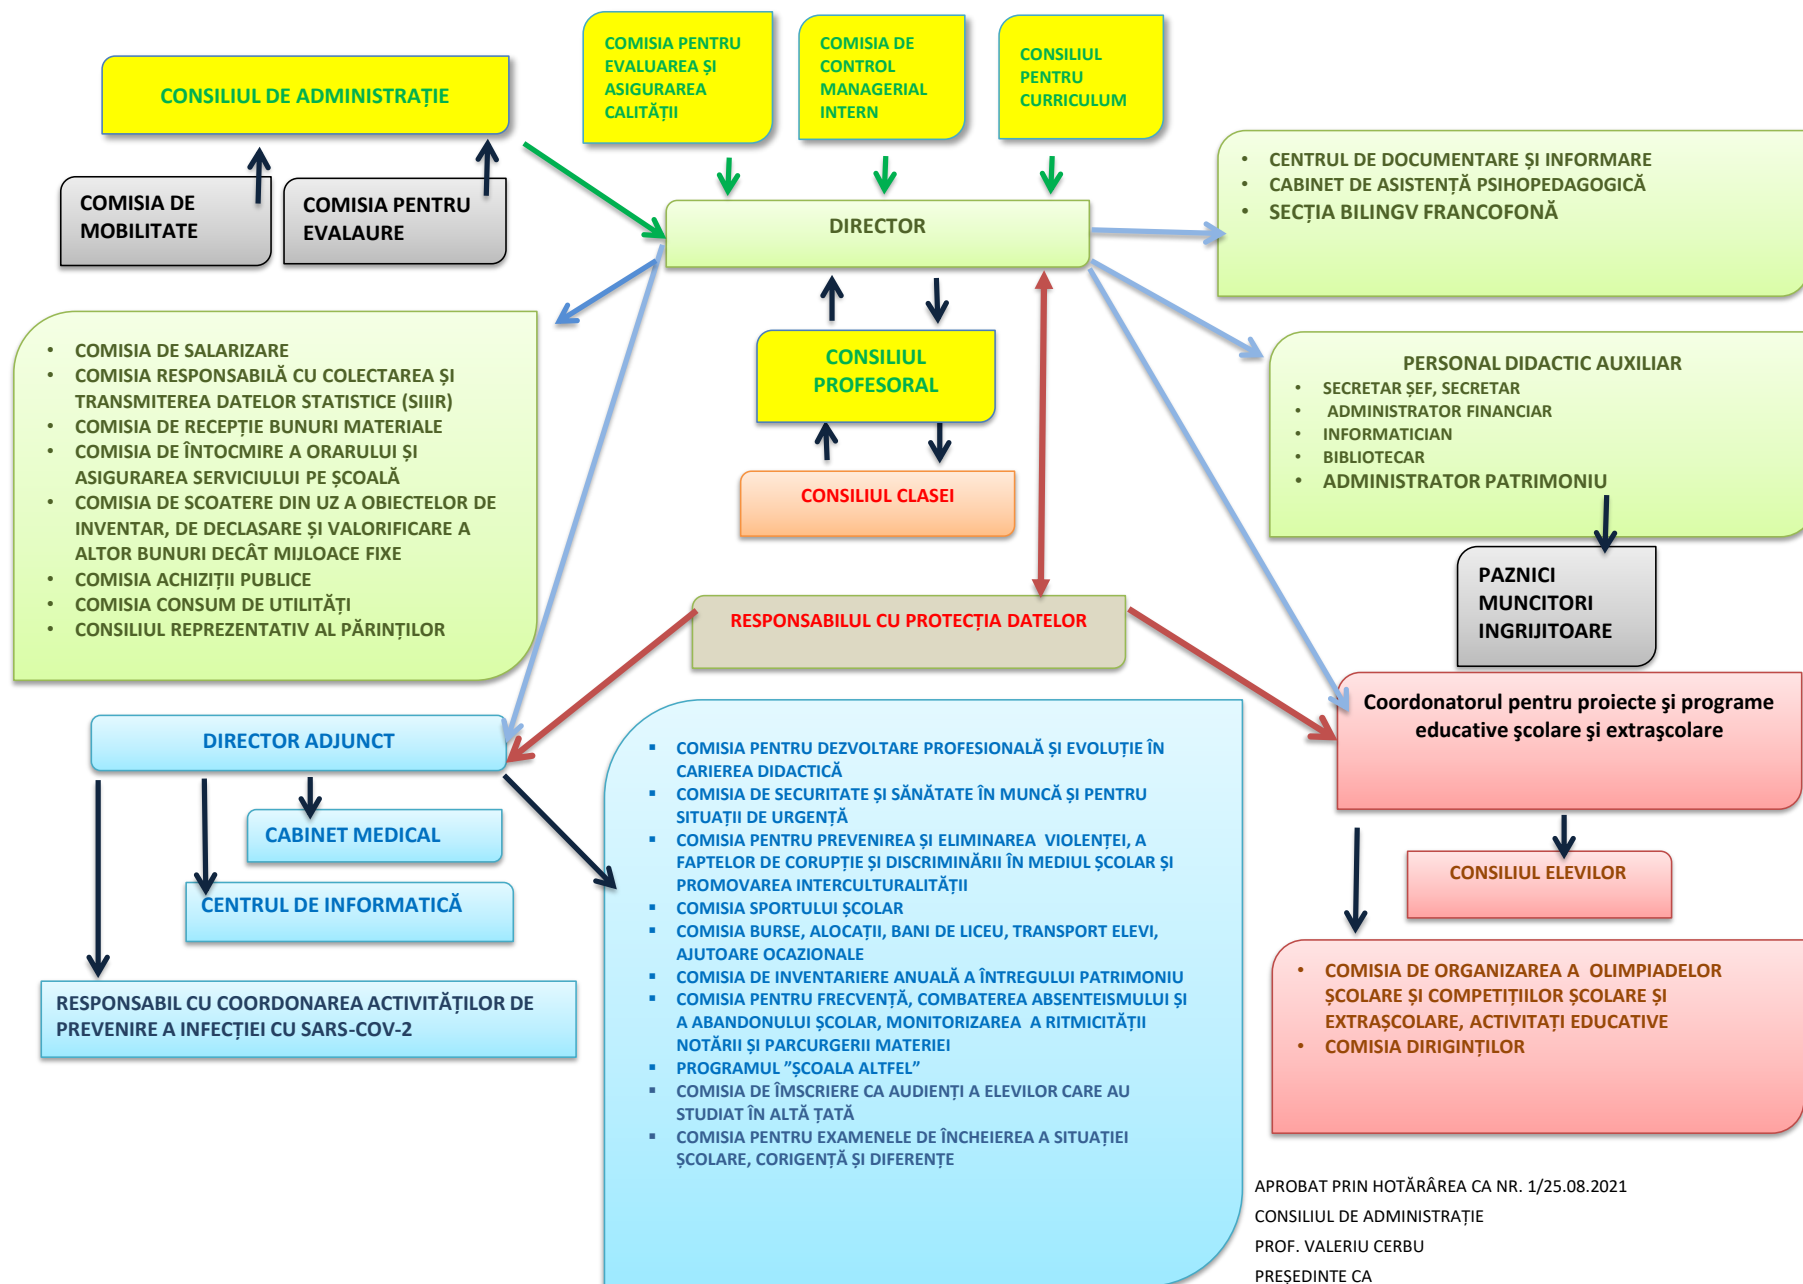 COMISIA PENTRU
EVALUAREA ȘI
ASIGURAREA
CALITĂȚII
COMISIA DE
CONTROL
MANAGERIAL
INTERN
CONSILIUL
PENTRU
CURRICULUM
CONSILIUL DE ADMINISTRAȚIE
COMISIA DE
MOBILITATE
COMISIA PENTRU
EVALAURE
DIRECTOR
• CENTRUL DE DOCUMENTARE ȘI INFORMARE
• CABINET DE ASISTENȚĂ PSIHOPEDAGOGICĂ
• SECȚIA BILINGV FRANCOFONĂ
• COMISIA DE SALARIZARE
• COMISIA RESPONSABILĂ CU COLECTAREA ȘI
TRANSMITEREA DATELOR STATISTICE (SIIIR)
• COMISIA DE RECEPȚIE BUNURI MATERIALE
• COMISIA DE ÎNTOCMIRE A ORARULUI ȘI
ASIGURAREA SERVICIULUI PE ȘCOALĂ
• COMISIA DE SCOATERE DIN UZ A OBIECTELOR DE
INVENTAR, DE DECLASARE ȘI VALORIFICARE A
ALTOR BUNURI DECÂT MIJLOACE FIXE
• COMISIA ACHIZIȚII PUBLICE
• COMISIA CONSUM DE UTILITĂȚI
• CONSILIUL REPREZENTATIV AL PĂRINȚILOR
CONSILIUL
PROFESORAL
CONSILIUL CLASEI
PERSONAL DIDACTIC AUXILIAR
• SECRETAR ȘEF, SECRETAR
• ADMINISTRATOR FINANCIAR
• INFORMATICIAN
• BIBLIOTECAR
• ADMINISTRATOR PATRIMONIU
PAZNICI
MUNCITORI
INGRIJITOARE
RESPONSABILUL CU PROTECȚIA DATELOR
DIRECTOR ADJUNCT
CABINET MEDICAL
CENTRUL DE INFORMATICĂ
RESPONSABIL CU COORDONAREA ACTIVITĂȚILOR DE
PREVENIRE A INFECȚIEI CU SARS-COV-2
▪ COMISIA PENTRU DEZVOLTARE PROFESIONALĂ ȘI EVOLUȚIE ÎN
CARIEREA DIDACTICĂ
▪ COMISIA DE SECURITATE ȘI SĂNĂTATE ÎN MUNCĂ ȘI PENTRU
SITUAȚII DE URGENȚĂ
▪ COMISIA PENTRU PREVENIREA ȘI ELIMINAREA VIOLENȚEI, A
FAPTELOR DE CORUPȚIE ȘI DISCRIMINĂRII ÎN MEDIUL ȘCOLAR ȘI
PROMOVAREA INTERCULTURALITĂȚII
▪ COMISIA SPORTULUI ȘCOLAR
▪ COMISIA BURSE, ALOCAȚII, BANI DE LICEU, TRANSPORT ELEVI,
AJUTOARE OCAZIONALE
▪ COMISIA DE INVENTARIERE ANUALĂ A ÎNTREGULUI PATRIMONIU
▪ COMISIA PENTRU FRECVENȚĂ, COMBATEREA ABSENTEISMULUI ȘI
A ABANDONULUI ȘCOLAR, MONITORIZAREA A RITMICITĂȚII
NOTĂRII ȘI PARCURGERII MATERIEI
▪ PROGRAMUL ”ȘCOALA ALTFEL”
▪ COMISIA DE ÎMSCRIERE CA AUDIENȚI A ELEVILOR CARE AU
STUDIAT ÎN ALTĂ ȚATĂ
▪ COMISIA PENTRU EXAMENELE DE ÎNCHEIEREA A SITUAȚIEI
ȘCOLARE, CORIGENȚĂ ȘI DIFERENȚE
Coordonatorul pentru proiecte şi programe
educative şcolare şi extraşcolare
CONSILIUL ELEVILOR
• COMISIA DE ORGANIZAREA A OLIMPIADELOR
ȘCOLARE ȘI COMPETIȚIILOR ȘCOLARE ȘI
EXTRAȘCOLARE, ACTIVITAȚI EDUCATIVE
• COMISIA DIRIGINȚILOR
APROBAT PRIN HOTĂRÂREA CA NR. 1/25.08.2021
CONSILIUL DE ADMINISTRAȚIE
PROF. VALERIU CERBU
PREȘEDINTE CA